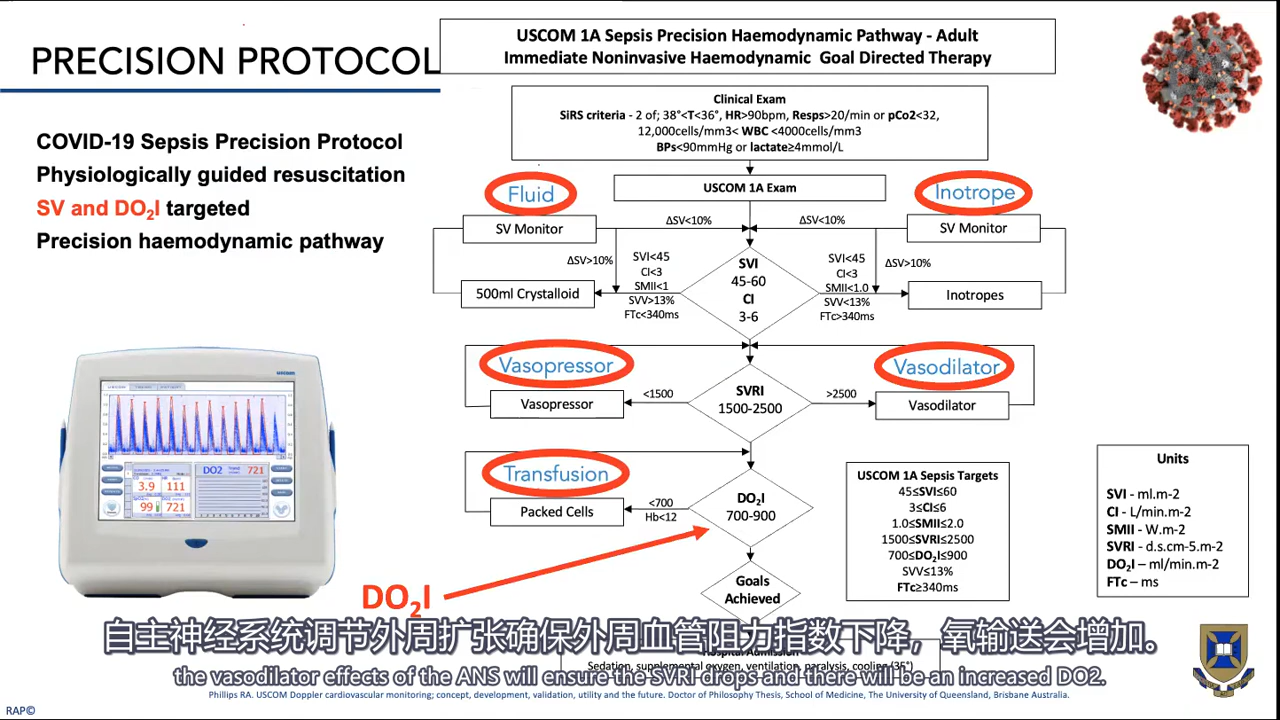 PRECISION PROTOCOL
USCOM 1A Sepsis Precision Haemodynamic Pathway - Adult
Immediate Noninvasive Haemodynamic Goal Directed Therapy
COVID-19 Sepsis Precision Protocol
Physiologically guided resuscitation
SV and DO2I targeted
Precision haemodynamic pathway
Clinical Exam
SiRS criteria - 2 of; 38°<T<36°, HR>90bpm, Resps>20/min or pCo2<32,
12,000cells/mm3< WBC <4000cells/mm3
BPs<90mmHg or lactate≥4mmol/L
USCOM 1A Exam
Fluid
Inotrope
SV Monitor
ΔSV<10%
ΔSV<10%
SV Monitor
ΔSV>10%
SVI<45
CI<3
SMII<1
SVV>13%
FTc<340ms
SVI
45-60
CI
3-6
SVI<45
CI<3
SMII<1.0
SVV<13%
FTc>340ms
ΔSV>10%
500ml Crystalloid
Inotropes
Vasopressor
Vasodilator
Vasopressor
<1500
SVRI
1500-2500
>2500
Vasodilator
Transfusion
Packed Cells
<700
Hb<12
DO2I
700-900
Goals
Achieved
USCOM 1A Sepsis Targets
45≤SVI≤60
3≤CI≤6
1.0≤SMII≤2.0
1500≤SVRI≤2500
700≤DO2I≤900
SVV≤13%
FTc≥340ms
Units
SVI - ml.m-2
CI - L/min.m-2
SMII - W.m-2
SVRI - d.s.cm-5.m-2
DO2I – ml/min.m-2
FTc – ms
DO2 721
3.9 111
99 721
DO2I
自主神经系统调节外周扩张确保外周血管阻力指数下降，氧输送会增加。
Hospital Admission
Sedation, supplemental oxygen, ventilation, paralysis, cooling (35°)
the vasodilator effects of the ANS will ensure the SVRI drops and there will be an increased DO2.
Phillips RA. USCOM Doppler cardiovascular monitoring; concept, development, validation, utility and the future. Doctor of Philosophy Thesis, School of Medicine, The University of Queensland, Brisbane Australia.
RAP©